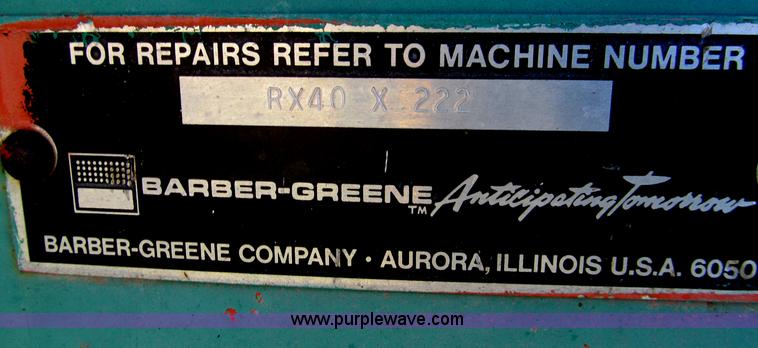 FOR REPAIRS REFER TO MACHINE NUMBER
RX40 X 222
BARBER-GREENE TM Anticipating Tomorrow
BARBER-GREENE COMPANY · AURORA, ILLINOIS U.S.A. 6050
www.purplewave.com